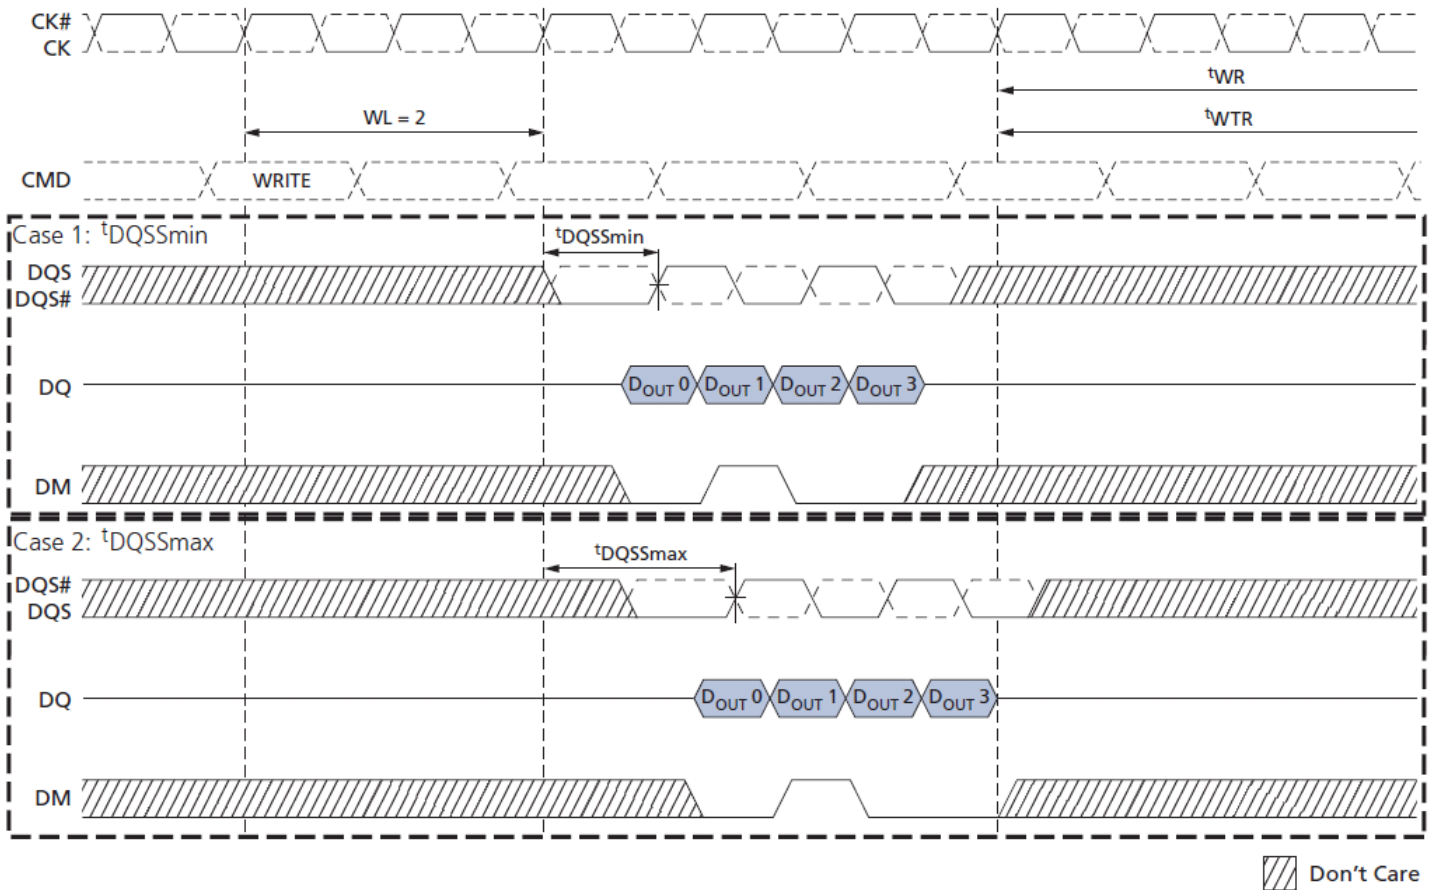 CK#
CK
tWR
WL = 2
tWTR
CMD
WRITE
Case 1: tDQSSmin
tDQSSmin
DQS
DQS#
DQ
DOUT 0 DOUT 1 DOUT 2 DOUT 3
DM
Case 2: tDQSSmax
tDQSSmax
DQS#
DQS
DQ
DOUT 0 DOUT 1 DOUT 2 DOUT 3
DM
Don't Care